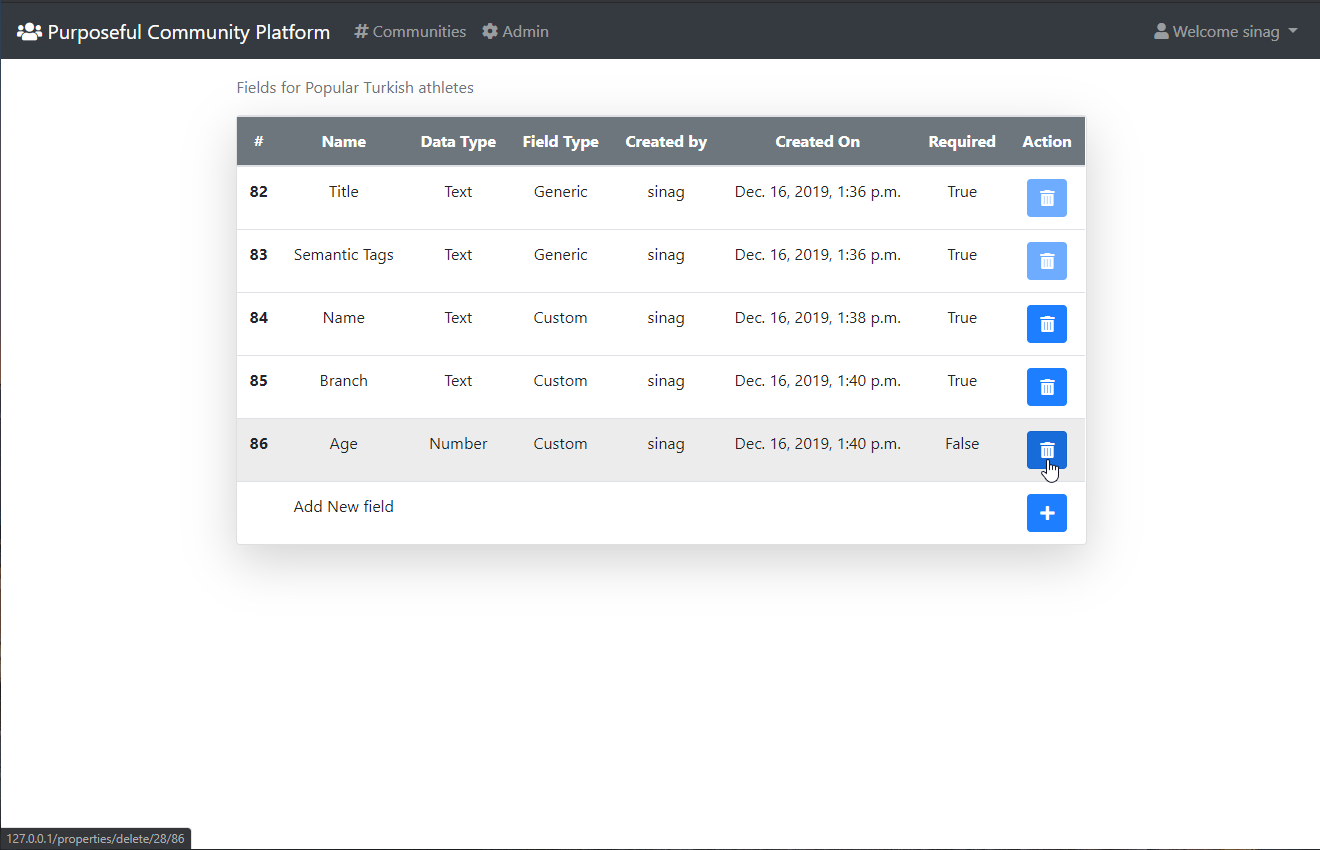 Purposeful Community Platform # Communities Admin Welcome sinag
Fields for Popular Turkish athletes
# Name Data Type Field Type Created by Created On Required Action
82 Title Text Generic sinag Dec. 16, 2019, 1:36 p.m. True
83 Semantic Tags Text Generic sinag Dec. 16, 2019, 1:36 p.m. True
84 Name Text Custom sinag Dec. 16, 2019, 1:38 p.m. True
85 Branch Text Custom sinag Dec. 16, 2019, 1:40 p.m. True
86 Age Number Custom sinag Dec. 16, 2019, 1:40 p.m. False
Add New field
127.0.0.1/properties/delete/28/86